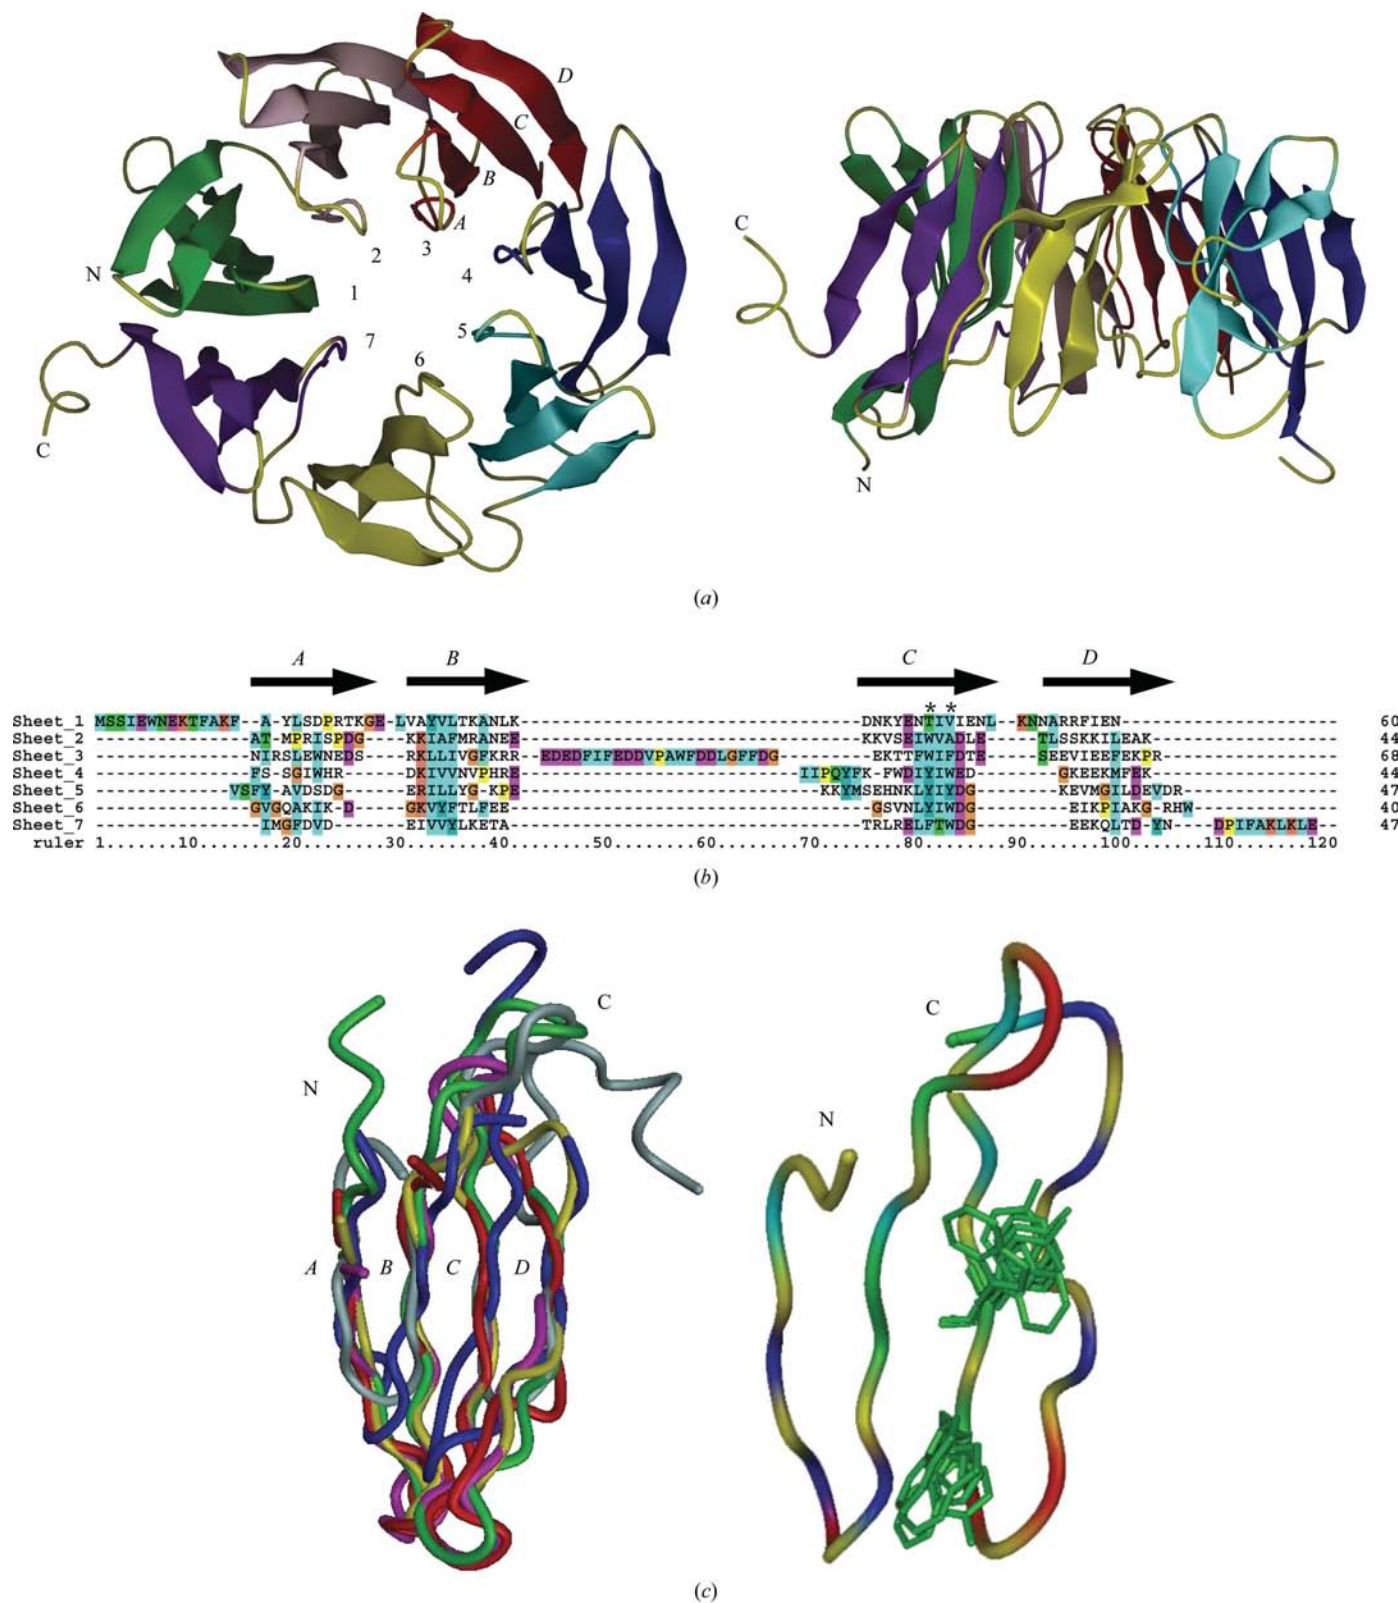 (a)
D
C
B
A
N
2
3
4
1
5
7
6
C
C
N
A B C D
* *
Sheet_1 MSSIEWNEKTFAKF--A-YLSDPRTKGE-LVAYVLTKANLK---------------------------------DNKYENTIVIENL--KNNARRFIEN--------------------- 60
Sheet_2 ---------------AT-MPRISPDG----KKIAFMRANEE---------------------------------KKVSEIWVADLE-----TLSSKKILEAK------------------ 44
Sheet_3 ---------------NIRSLEWNEDS----RKLLIVGFKRR--EDEDFIFEDDVPAWFDDLGFFDG---------EKTTFWIFDTE-----SEEVIEEFEKPR----------------- 68
Sheet_4 ---------------FS-SGIWHR------DKIVVNVPHRE---------------------------IIPQYFK-FWDIYIWED--------GKEEKMFEK------------------ 44
Sheet_5 -------------VSFY-AVDSDG------ERILLYG-KPE-----------------------------KKYMSEHNKLYIYDG--------KEVMGILDEVDR--------------- 47
Sheet_6 ---------------GVGQAKIK-D-----GKVYFTLFEE-----------------------------------GSVNLYIWDG---------EIKPIAKG-RHW-------------- 40
Sheet_7 ----------------IMGFDVD-------EIVVYLKETA----------------------------------TRLRELFTWDG---------EEKQLTD-YN----DPIFAKLKLE-- 47
ruler 1.......10........20........30........40........50........60........70........80........90.......100.......110.......120
(b)
N
C
A B C D
C
N
(c)